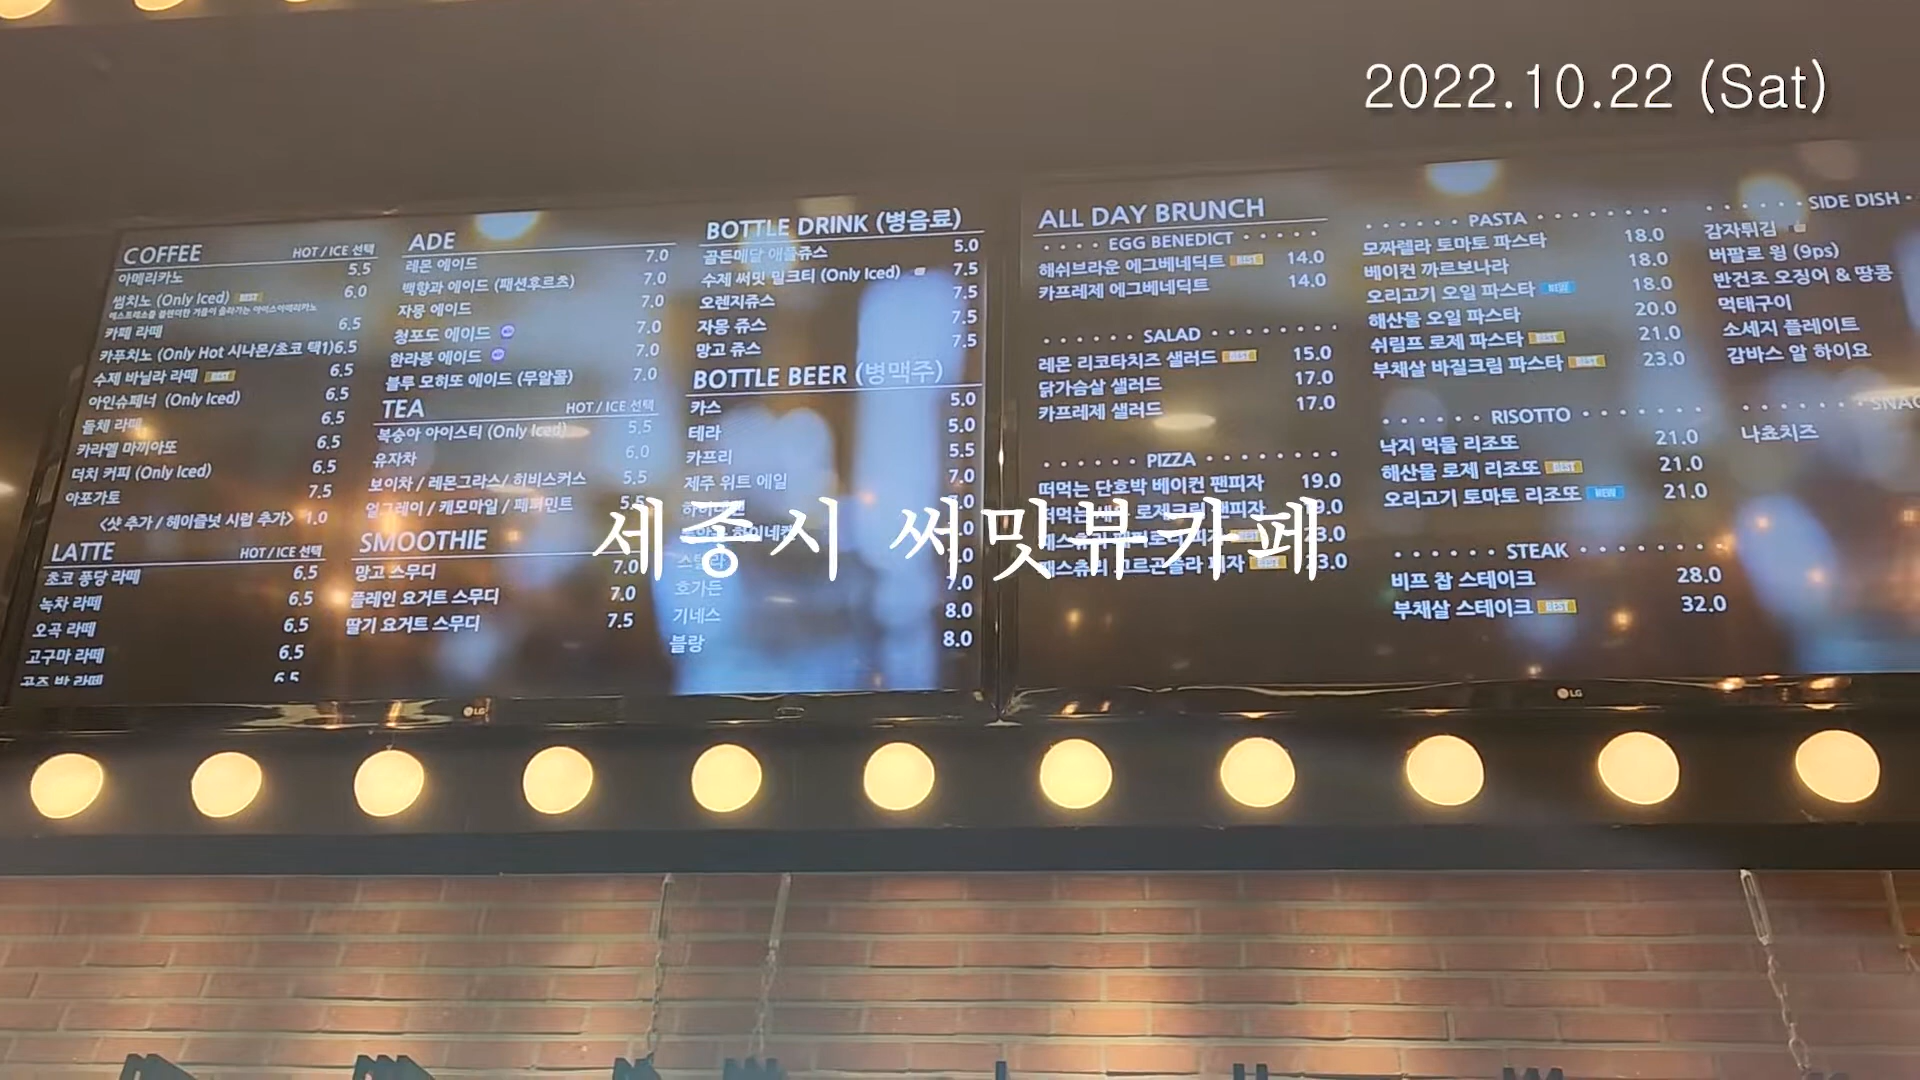 2022.10.22 (Sat)
세종시 써밋뷰카페
COFFEE HOT / ICE 선택
아메리카노 5.5
썸치노 (Only Iced) BEST 6.0
카페 라떼 6.5
카푸치노 (Only Hot 시나몬/초코 택1) 6.5
수제 바닐라 라떼 BEST 6.5
아인슈페너 (Only Iced) 6.5
돌체 라떼 6.5
카라멜 마끼아또 6.5
더치 커피 (Only Iced) 6.5
아포가토 7.5
<샷 추가 / 헤이즐넛 시럽 추가> 1.0
LATTE HOT / ICE 선택
초코 퐁당 라떼 6.5
녹차 라떼 6.5
오곡 라떼 6.5
고구마 라떼 6.5
6.5
ADE
레몬 에이드 7.0
백향과 에이드 (패션후르츠) 7.0
자몽 에이드 7.0
청포도 에이드 7.0
한라봉 에이드 7.0
블루 모히또 에이드 (무알콜) 7.0
TEA HOT / ICE 선택
복숭아 아이스티 (Only Iced) 5.5
유자차 6.0
보이차 / 레몬그라스 / 히비스커스 5.5
얼그레이 / 캐모마일 / 페퍼민트 5.5
SMOOTHIE
망고 스무디 7.0
플레인 요거트 스무디 7.0
딸기 요거트 스무디 7.5
BOTTLE DRINK (병음료)
골든메달 애플쥬스 5.0
수제 써밋 밀크티 (Only Iced) 7.5
오렌지쥬스 7.5
자몽 쥬스 7.5
망고 쥬스 7.5
BOTTLE BEER (병맥주)
카스 5.0
테라 5.0
카프리 5.5
제주 위트 에일 7.0
호가든 7.0
기네스 8.0
블랑 8.0
ALL DAY BRUNCH
EGG BENEDICT
해쉬브라운 에그베네딕트 BEST 14.0
카프레제 에그베네딕트 14.0
SALAD
레몬 리코타치즈 샐러드 BEST 15.0
닭가슴살 샐러드 17.0
카프레제 샐러드 17.0
PIZZA
떠먹는 단호박 베이컨 팬피자 19.0
PASTA
모짜렐라 토마토 파스타 18.0
베이컨 까르보나라 18.0
오리고기 오일 파스타 NEW 18.0
해산물 오일 파스타 20.0
쉬림프 로제 파스타 BEST 21.0
부채살 바질크림 파스타 BEST 23.0
RISOTTO
낙지 먹물 리조또 21.0
해산물 로제 리조또 BEST 21.0
오리고기 토마토 리조또 NEW 21.0
STEAK
비프 찹 스테이크 28.0
부채살 스테이크 BEST 32.0
SIDE DISH
감자튀김
버팔로 윙 (9ps)
반건조 오징어 & 땅콩
먹태구이
소세지 플레이트
감바스 알 하이요
나쵸치즈
LG
LG